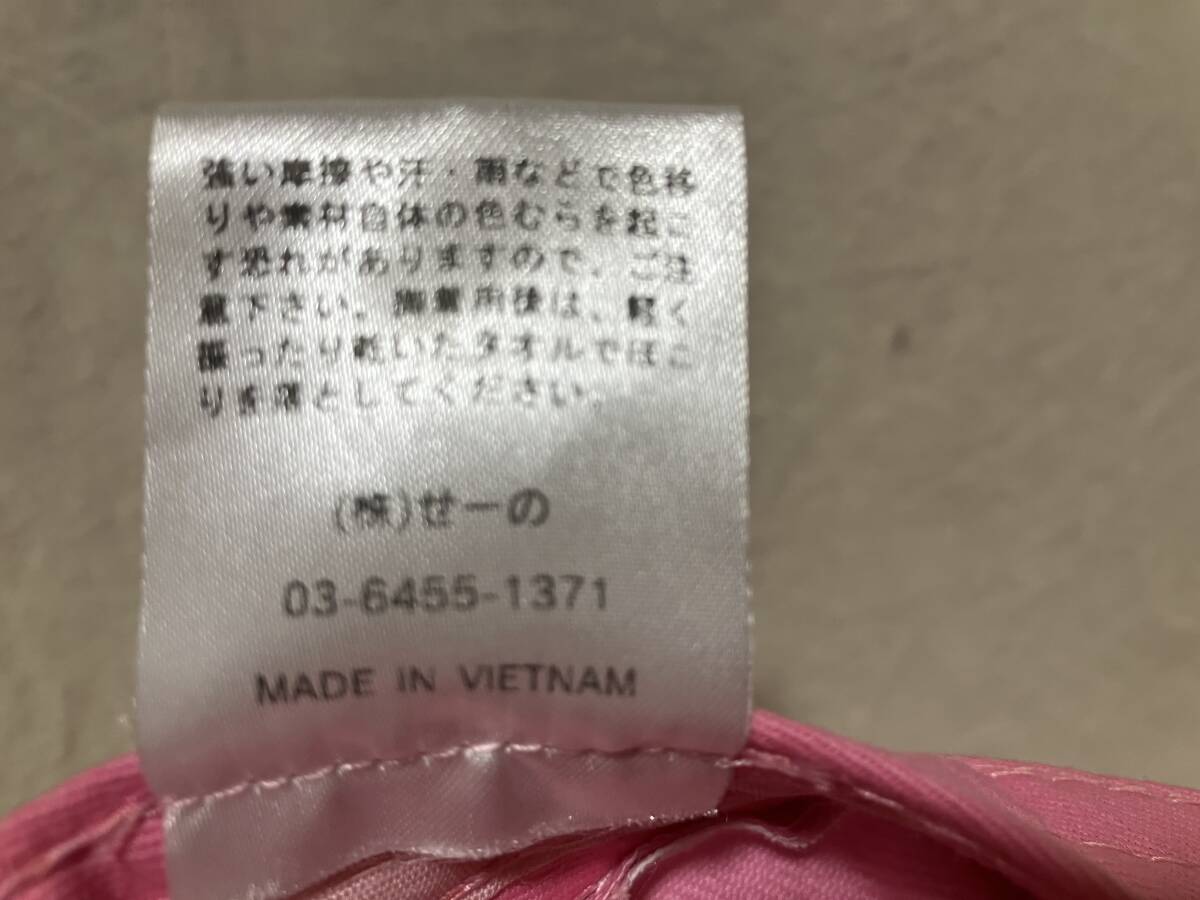 強い摩擦や汗・雨などで色移
りや素材自体の色むらを起こ
す恐れがありますので、ご注
意下さい。御着用後は、軽く
振ったり乾いたタオルでほこ
りを落としてください。
(株)せーの
03-6455-1371
MADE IN VIETNAM